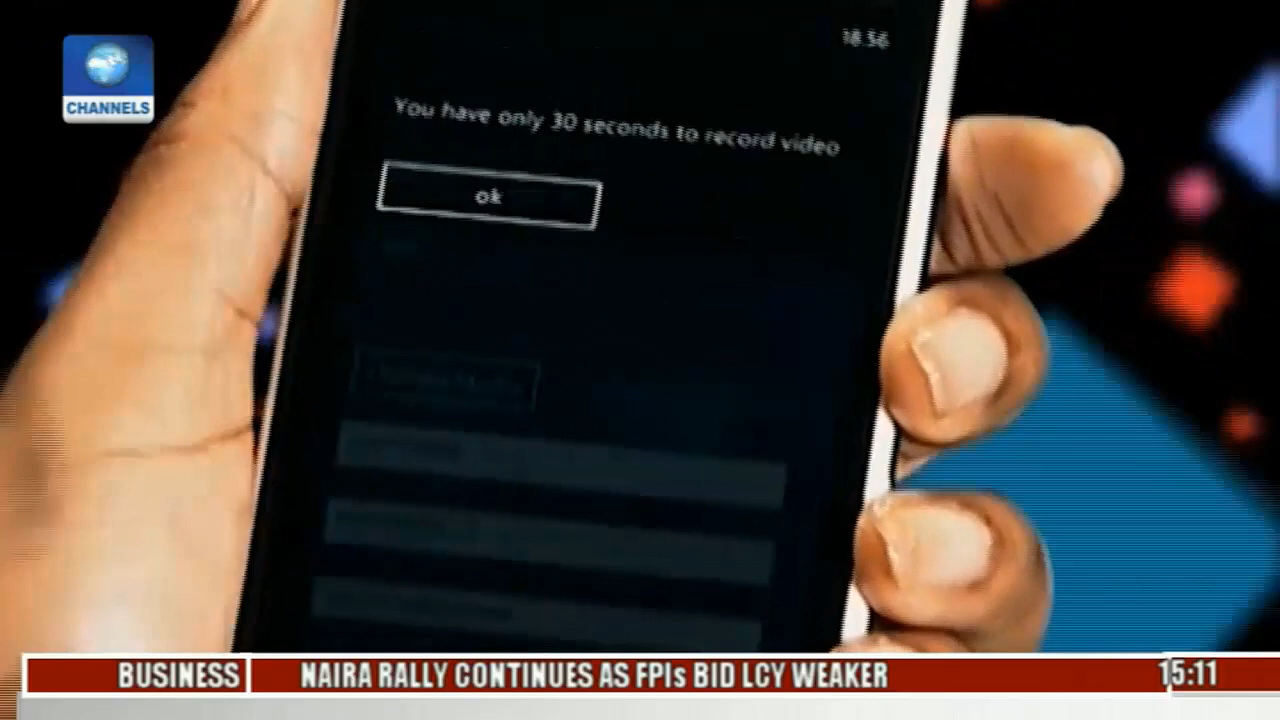 CHANNELS
18:56
You have only 30 seconds to record video
ok
BUSINESS NAIRA RALLY CONTINUES AS FPIs BID LCY WEAKER 15:11